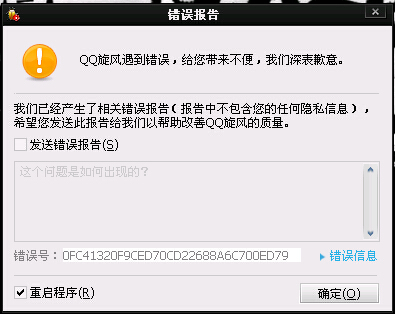 错误报告
QQ旋风遇到错误，给您带来不便，我们深表歉意。
我们已经产生了相关错误报告（报告中不包含您的任何隐私信息），
希望您发送此报告给我们以帮助改善QQ旋风的质量。
发送错误报告(S)
这个问题是如何出现的？
错误号：0FC41320F9CED70CD22688A6C700ED79 错误信息
重启程序(R) 确定(O)